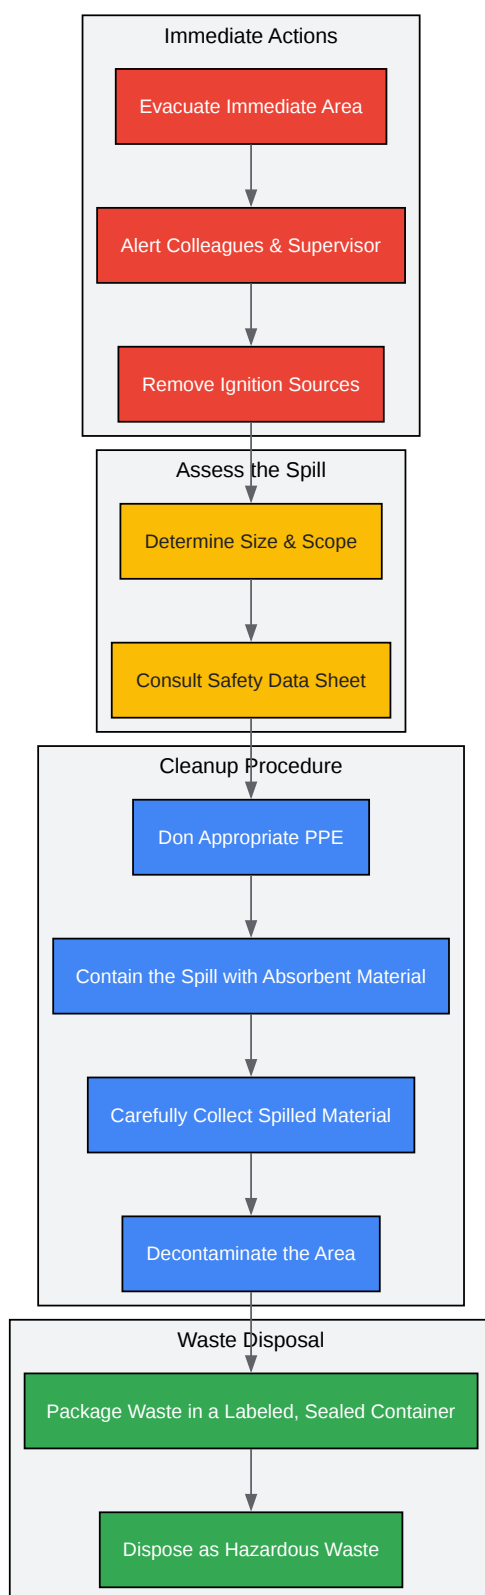 Immediate Actions
Evacuate Immediate Area
Alert Colleagues & Supervisor
Remove Ignition Sources
Assess the Spill
Determine Size & Scope
Consult Safety Data Sheet
Cleanup Procedure
Don Appropriate PPE
Contain the Spill with Absorbent Material
Carefully Collect Spilled Material
Decontaminate the Area
Waste Disposal
Package Waste in a Labeled, Sealed Container
Dispose as Hazardous Waste